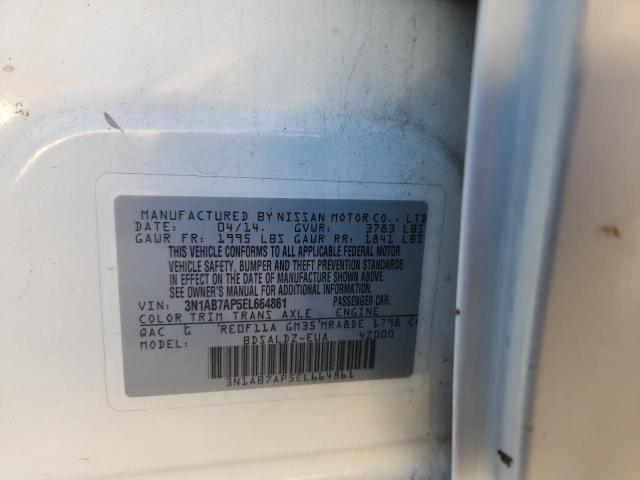 MANUFACTURED BY NISSAN MOTOR CO., LTD
DATE: 04/14. GVWR: 3783 LBS
GAWR FR: 1995 LBS GAWR RR: 1841 LBS
THIS VEHICLE CONFORMS TO ALL APPLICABLE FEDERAL MOTOR
VEHICLE SAFETY, BUMPER AND THEFT PREVENTION STANDARDS
IN EFFECT ON THE DATE OF MANUFACTURE SHOWN ABOVE.
SEE OWNERS MANUAL FOR ADDITIONAL INFORMATION.
VIN: 3N1AB7AP5EL664861 PASSENGER CAR.
COLOR TRIM TRANS AXLE ENGINE
QAC G RE0F11A GM35 MRA8DE 1798 CC
MODEL: BDSALDZ-EUA 4Z000
3N1AB7AP5EL664861